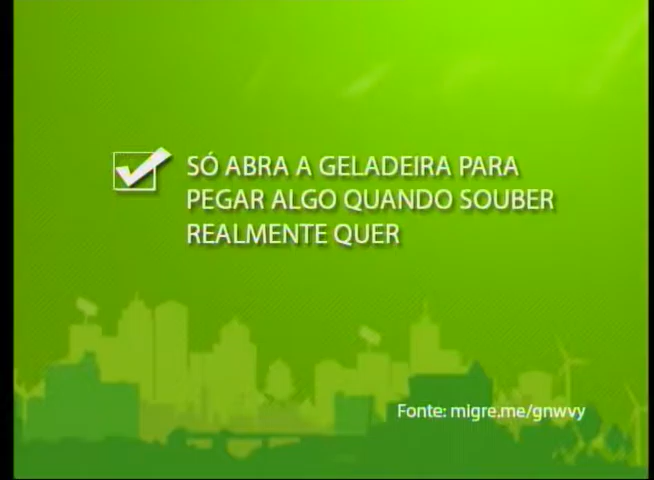 SÓ ABRA A GELADEIRA PARA
PEGAR ALGO QUANDO SOUBER
REALMENTE QUER
Fonte: migre.me/gnwvy